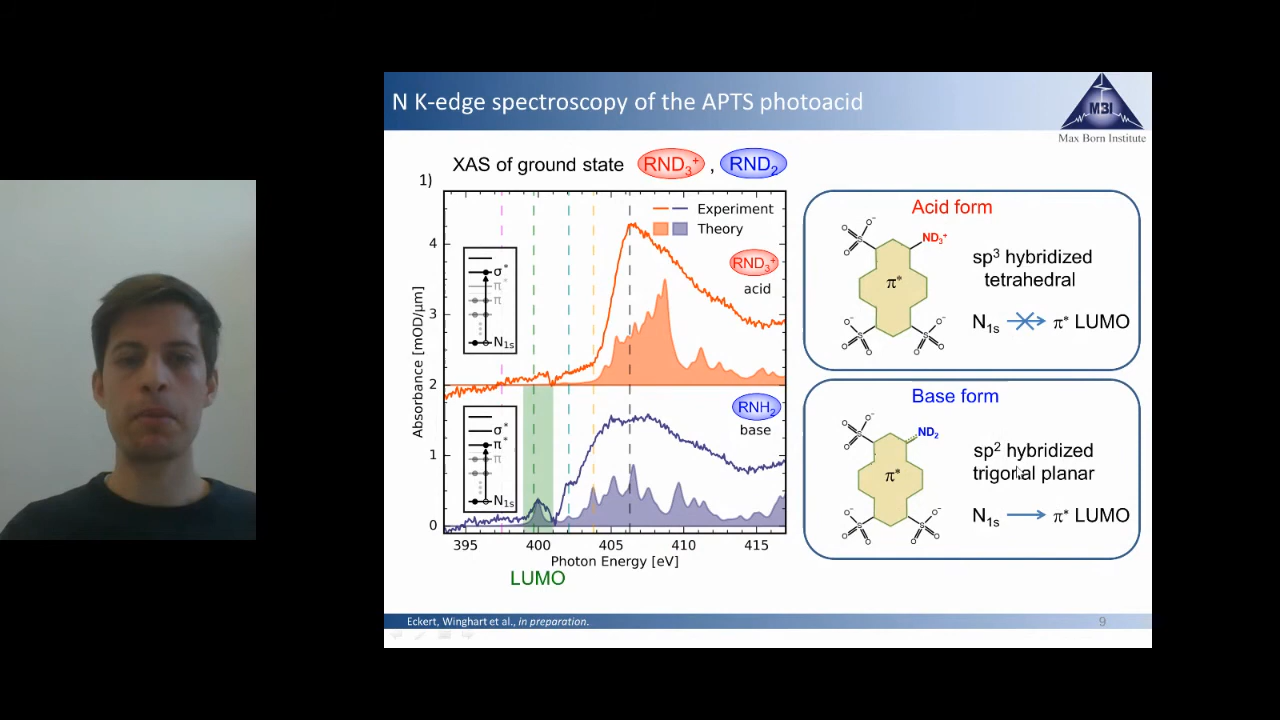 N K-edge spectroscopy of the APTS photoacid
MBI
Max Born Institute
XAS of ground state RND₃⁺ , RND₂
1)
Experiment
Theory
RND₃⁺
acid
σ*
π*
π
N₁ₛ
RNH₂
base
σ*
π*
π
N₁ₛ
Absorbance [mOD/μm]
4
3
2
1
0
395 400 405 410 415
Photon Energy [eV]
LUMO
Acid form
O⁻
O S
O
ND₃⁺
π*
sp³ hybridized
tetrahedral
N₁ₛ π* LUMO
O⁻ O⁻
O S S O
O O
Base form
O⁻
O S
O
ND₂
π*
sp² hybridized
trigonal planar
N₁ₛ π* LUMO
O⁻ O⁻
O S S O
O O
Eckert, Winghart et al., in preparation.
9